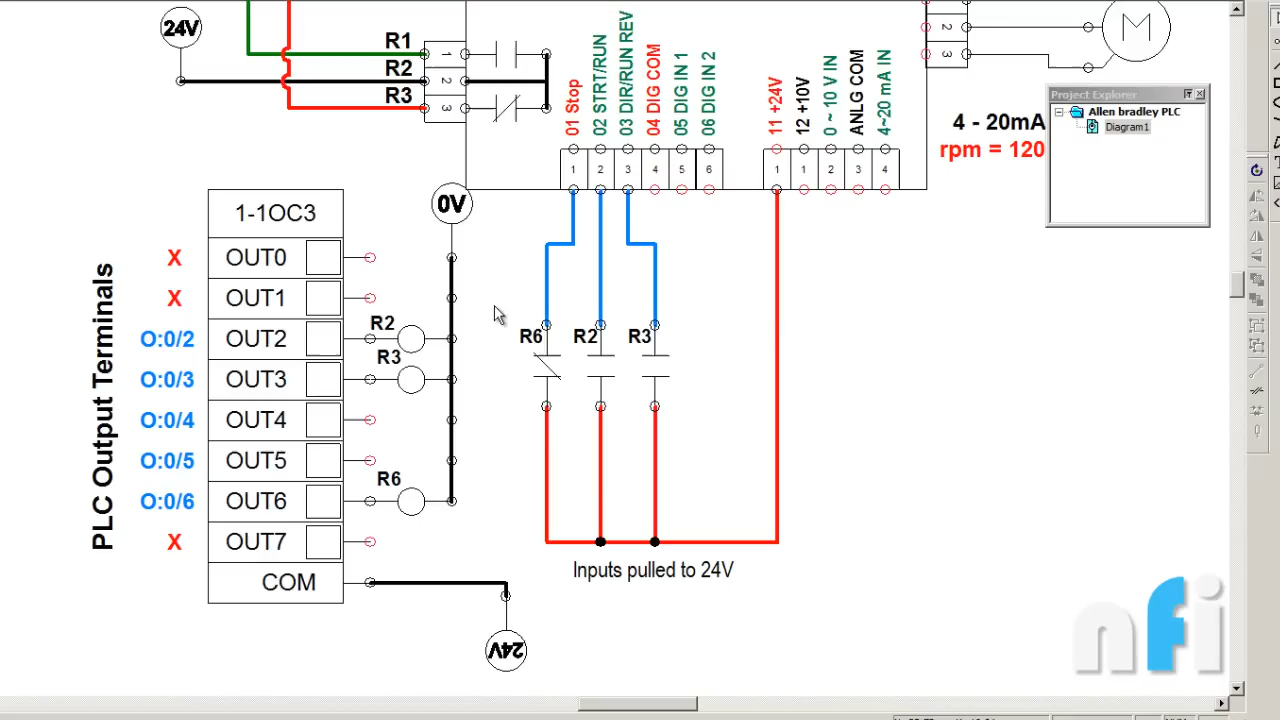 24V
R1
R2
R3
1
2
3
01 Stop
02 STRT/RUN
03 DIR/RUN REV
04 DIG COM
05 DIG IN 1
06 DIG IN 2
11 +24V
12 +10V
0 ~ 10 V IN
ANLG COM
4~20 mA IN
1
2
3
4
5
6
1
1
2
3
4
2
3
M
4 - 20mA
rpm = 120
Project Explorer
Allen bradley PLC
Diagram1
PLC Output Terminals
1-1OC3
0V
X OUT0
X OUT1
O:0/2 OUT2 R2
O:0/3 OUT3 R3
O:0/4 OUT4
O:0/5 OUT5
O:0/6 OUT6 R6
X OUT7
COM
24V
R6
R2
R3
Inputs pulled to 24V
nfi